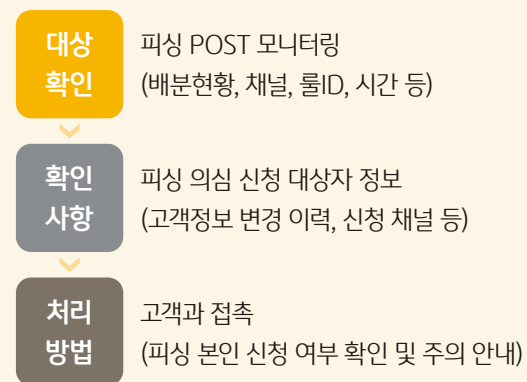 대상
확인
피싱 POST 모니터링
(배분현황, 채널, 룰ID, 시간 등)
확인
사항
피싱 의심 신청 대상자 정보
(고객정보 변경 이력, 신청 채널 등)
처리
방법
고객과 접촉
(피싱 본인 신청 여부 확인 및 주의 안내)